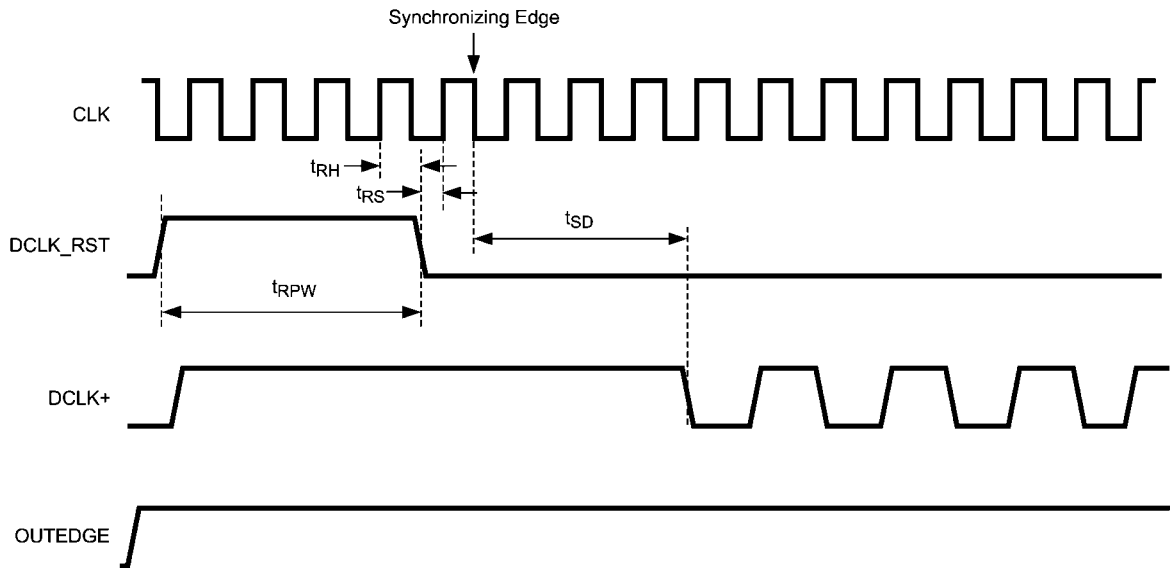 Synchronizing Edge
CLK
tRH
tRS
tSD
DCLK_RST
tRPW
DCLK+
OUTEDGE